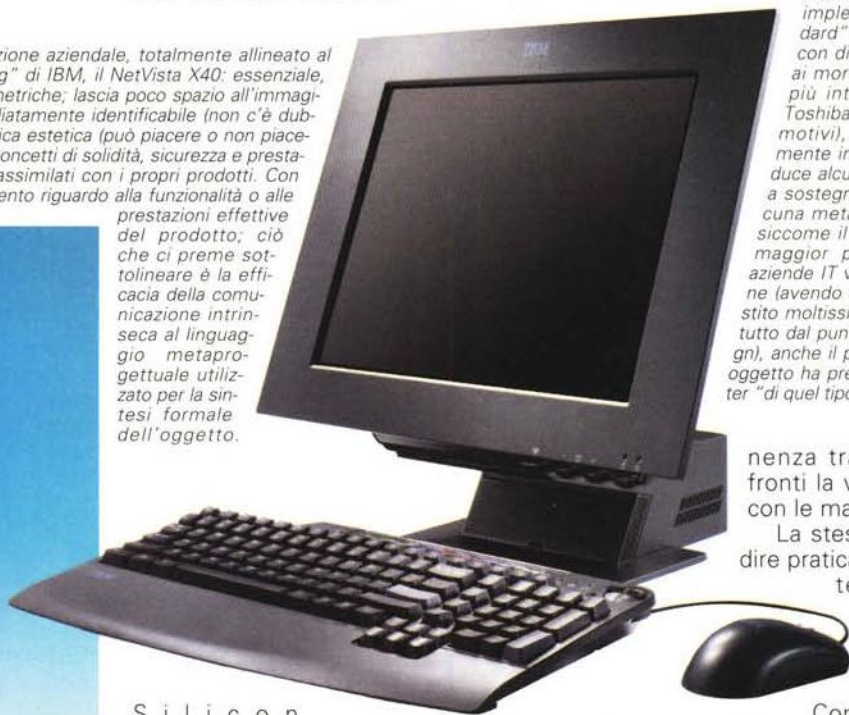 zione aziendale, totalmente allineato al
g" di IBM, il NetVista X40: essenziale,
metriche; lascia poco spazio all'immagi-
diatamente identificabile (non c'è dub-
ica estetica (può piacere o non piace-
concetti di solidità, sicurezza e presta-
assimilati con i propri prodotti. Con
ento riguardo alla funzionalità o alle
prestazioni effettive
del prodotto; ciò
che ci preme sot-
tolineare è la effi-
cacia della comu-
nicazione intrin-
seca al linguag-
gio metapro-
gettuale utiliz-
zato per la sin-
tesi formale
dell'oggetto.
IBM
imple
dard"
con di
ai mor
più int
Toshiba
motivi),
mente in
duce alcu
a sostegn
cuna meta
siccome il
maggior p
aziende IT v
ne (avendo
stito moltissi
tutto dal pun
gn), anche il p
oggetto ha pre
ter "di quel tipo
nenza tra
fronti la v
con le ma
La stes
dire pratica
te
Silicon
Cor